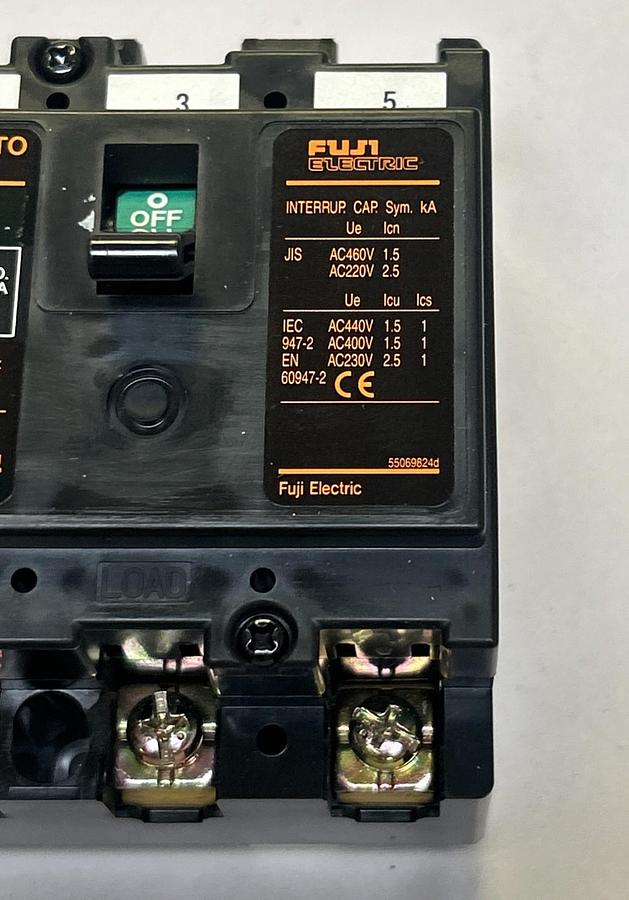 3
5
TO
FUJI
ELECTRIC
O
OFF
INTERRUP. CAP. Sym. kA
Ue Icn
JIS AC460V 1.5
AC220V 2.5
Ue Icu Ics
IEC AC440V 1.5 1
947-2 AC400V 1.5 1
EN AC230V 2.5 1
60947-2 CE
55069824d
Fuji Electric
LOAD